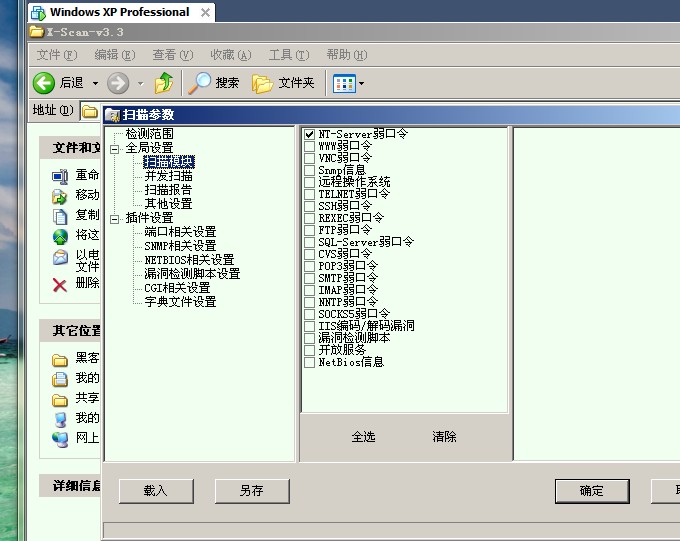 Windows XP Professional
X-Scan-v3.3
文件(F) 编辑(E) 查看(V) 收藏(A) 工具(T) 帮助(H)
后退 搜索 文件夹
地址(D)
扫描参数
文件和文
重命
移动
复制
将这
以电
文件
删除
其它位置
黑客
我的
共享
我的
网上
详细信息
检测范围
全局设置
扫描模块
并发扫描
扫描报告
其他设置
插件设置
端口相关设置
SNMP相关设置
NETBIOS相关设置
漏洞检测脚本设置
CGI相关设置
字典文件设置
NT-Server弱口令
WWW弱口令
VNC弱口令
Snmp信息
远程操作系统
TELNET弱口令
SSH弱口令
REXEC弱口令
FTP弱口令
SQL-Server弱口令
CVS弱口令
POP3弱口令
SMTP弱口令
IMAP弱口令
NNTP弱口令
SOCKS5弱口令
IIS编码/解码漏洞
漏洞检测脚本
开放服务
NetBios信息
全选 清除
载入 另存 确定